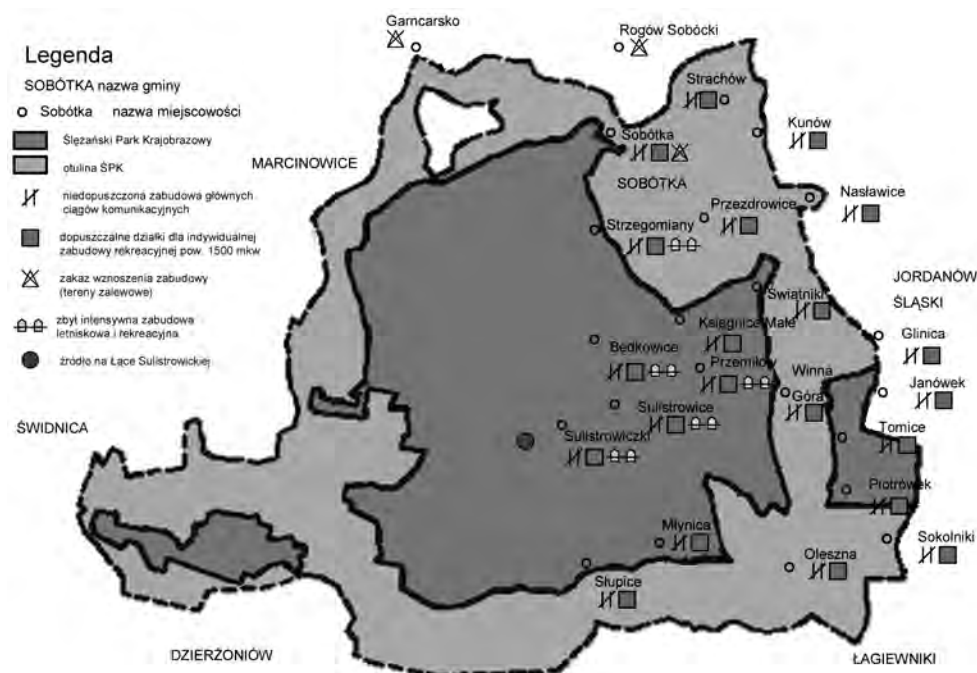 Garncarsko
Rogów Sobócki
Legenda
SOBÓTKA nazwa gminy
Sobótka nazwa miejscowości
Ślężański Park Krajobrazowy
otulina ŚPK
niedopuszczona zabudowa głównych
ciągów komunikacyjnych
dopuszczalne działki dla indywidualnej
zabudowy rekreacyjnej pow. 1500 mkw
zakaz wznoszenia zabudowy
(tereny zalewowe)
zbyt intensywna zabudowa
letniskowa i rekreacyjna
źródło na Łące Sulistrowickiej
Strachów
Kunów
Sobótka
MARCINOWICE
SOBÓTKA
Nasławice
Przezdrowice
Strzegomiany
JORDANÓW
ŚLĄSKI
Świątniki
Księgnice Małe
Glinica
Będkowice
Przemiłow
Winna
Góra
Janówek
Sulistrowice
Tomice
ŚWIDNICA
Sulistrowiczki
Piotrówek
Młynica
Sokolniki
Oleszna
Słupice
DZIERŻONIÓW
ŁAGIEWNIKI